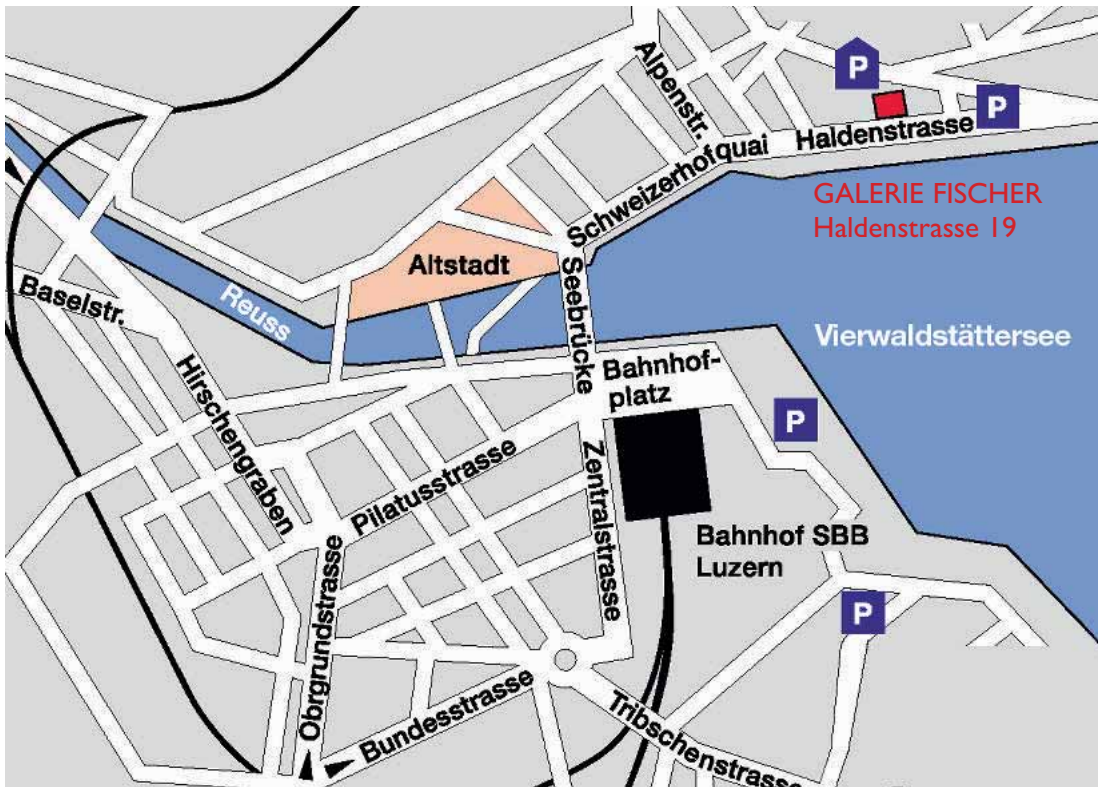 Alpenstr.
P
P
Haldenstrasse
Schweizerhofquai
GALERIE FISCHER
Haldenstrasse 19
Altstadt
Seebrücke
Reuss
Baselstr.
Vierwaldstättersee
Bahnhof-
platz
Hirschengraben
P
Pilatusstrasse
Zentralstrasse
Bahnhof SBB
Luzern
Obrgrundstrasse
P
Bundesstrasse
Tribschenstrasse